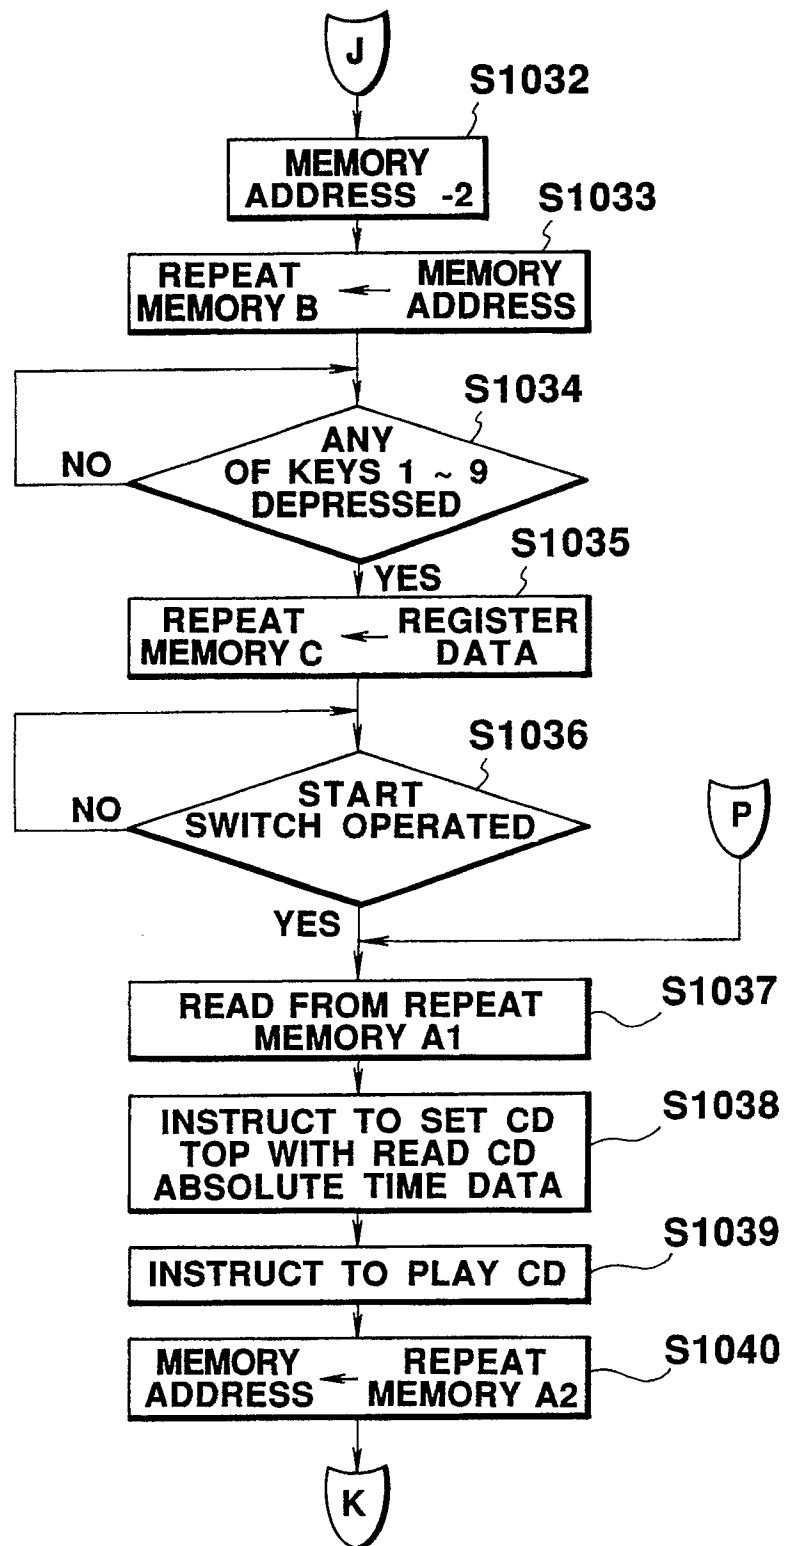 J
S1032
MEMORY
ADDRESS -2
S1033
REPEAT MEMORY B ← MEMORY ADDRESS
S1034
ANY
OF KEYS 1 ~ 9
DEPRESSED
NO
S1035
YES
REPEAT MEMORY C ← REGISTER DATA
S1036
START
SWITCH OPERATED
NO
P
YES
S1037
READ FROM REPEAT
MEMORY A1
S1038
INSTRUCT TO SET CD
TOP WITH READ CD
ABSOLUTE TIME DATA
S1039
INSTRUCT TO PLAY CD
S1040
MEMORY ADDRESS ← REPEAT MEMORY A2
K